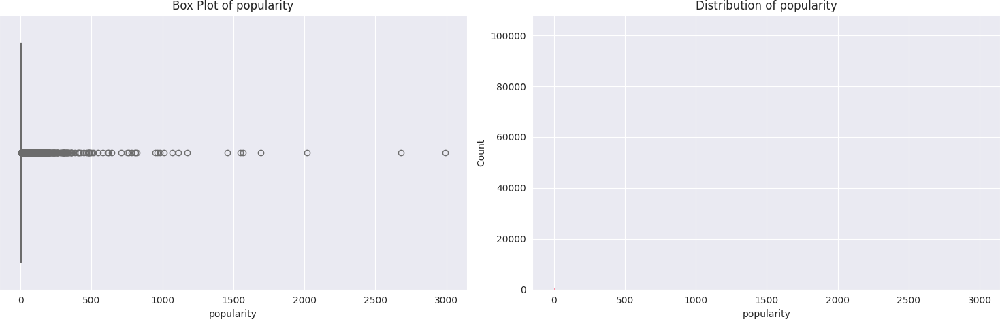 Box Plot of popularity
0 500 1000 1500 2000 2500 3000
popularity
Distribution of popularity
100000
80000
60000
40000
20000
0
Count
0 500 1000 1500 2000 2500 3000
popularity